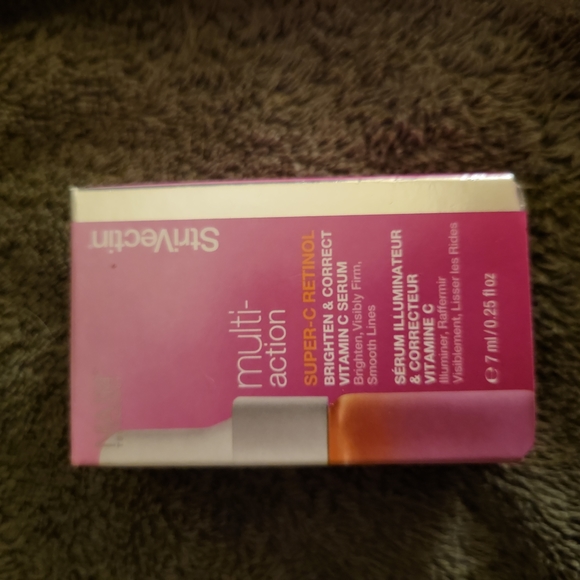 StriVectin
multi-
action
SUPER-C RETINOL
BRIGHTEN & CORRECT
VITAMIN C SERUM
Brighten, Visibly Firm,
Smooth Lines
SÉRUM ILLUMINATEUR
& CORRECTEUR
VITAMINE C
Illuminer, Raffermir
Visiblement, Lisser les Rides
℮ 7 ml/0.25 fl oz